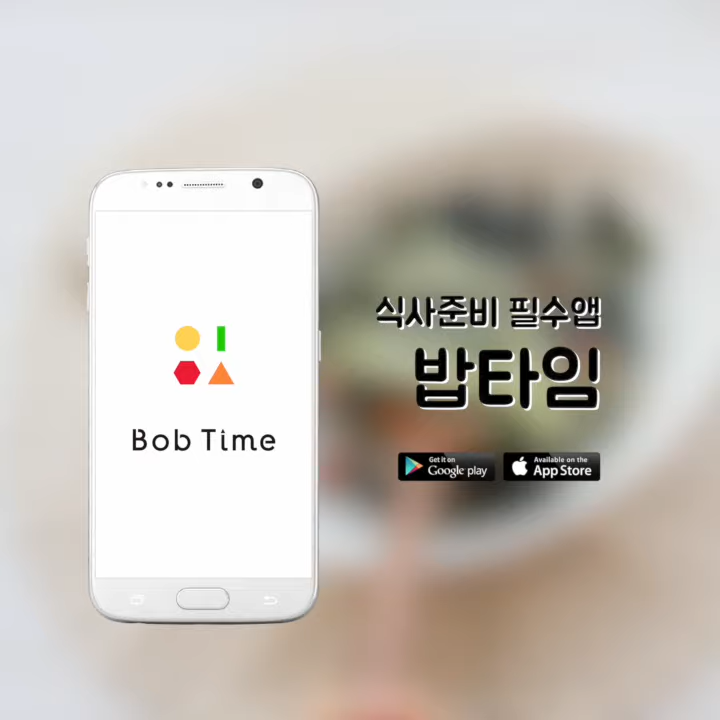 Bob Time
식사준비 필수앱
밥타임
Get it on
Google play
Available on the
App Store